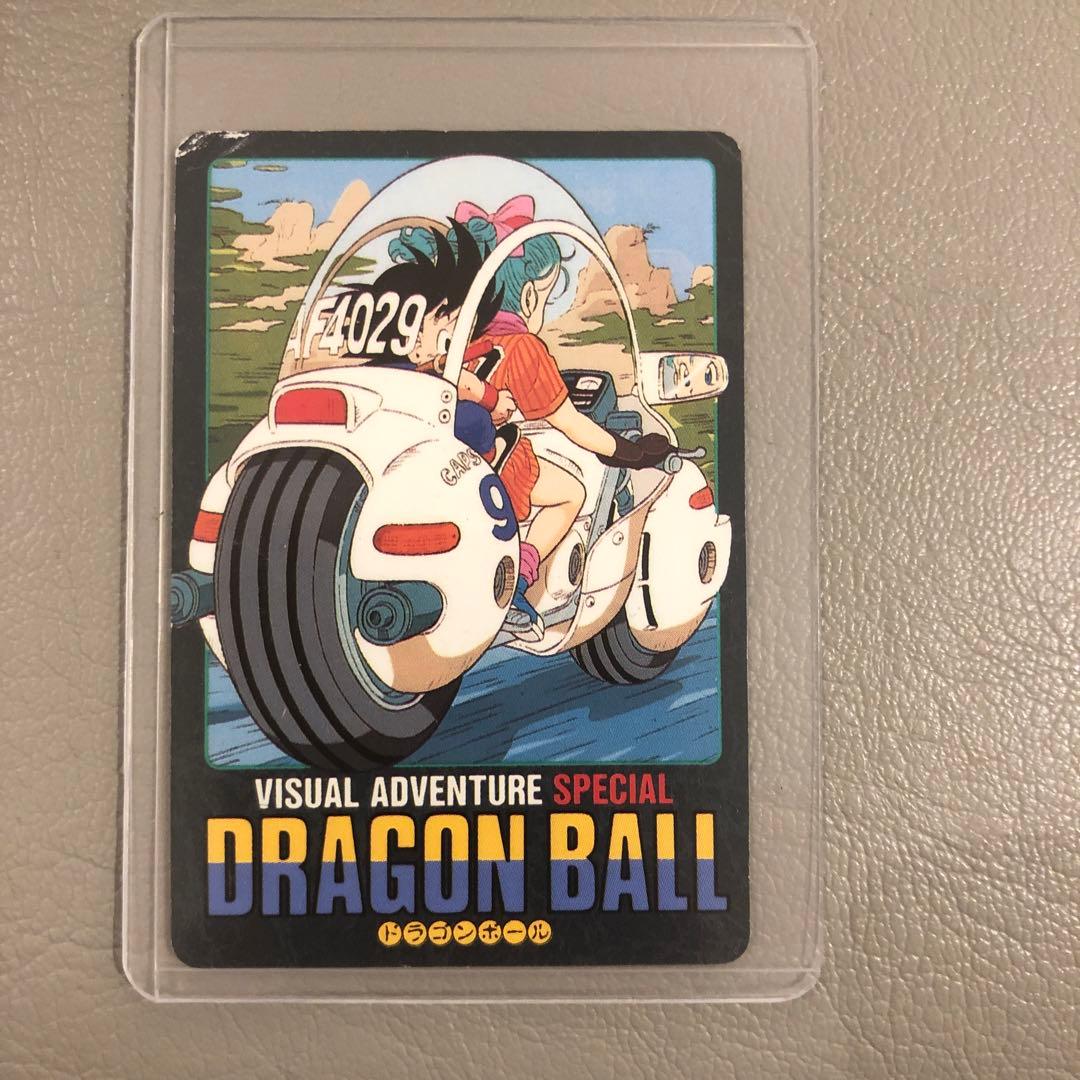 AF4029
CAPS
9
VISUAL ADVENTURE SPECIAL
DRAGON BALL
ドラゴンボール